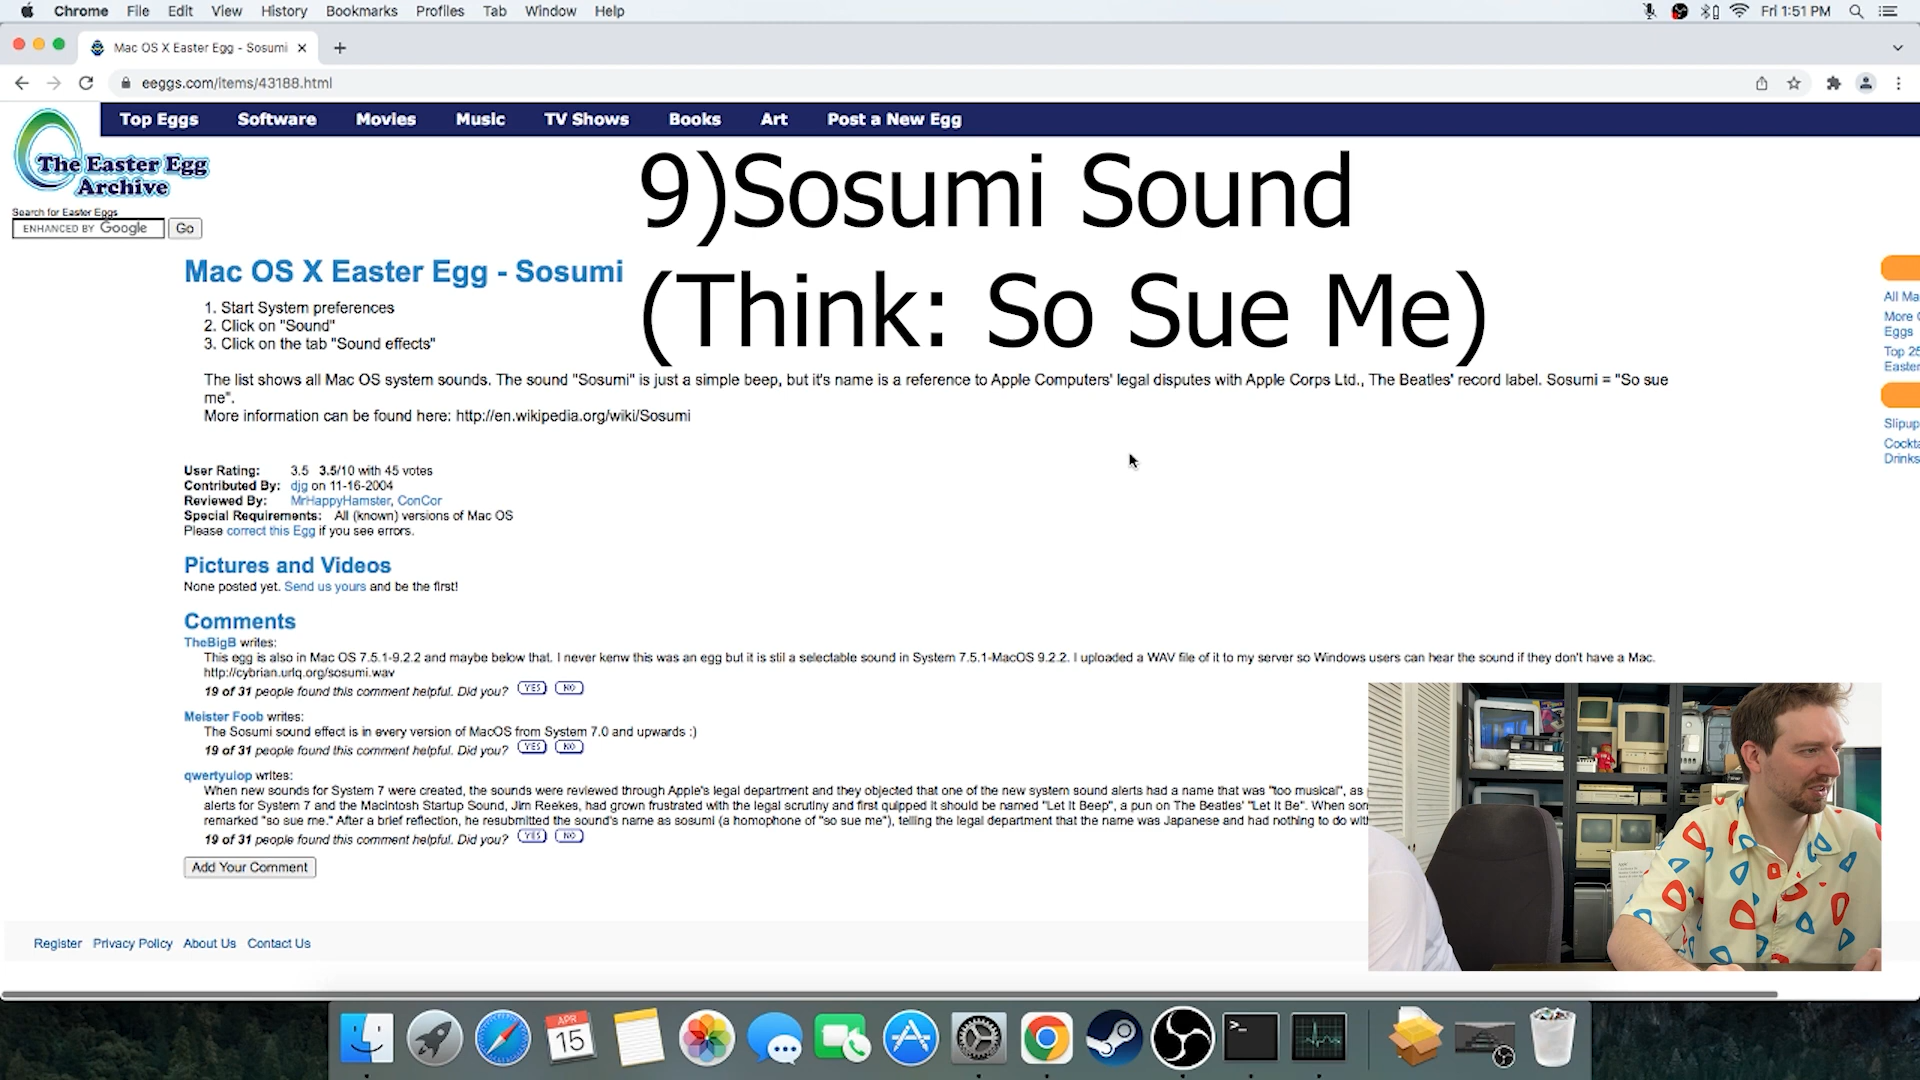 Chrome File Edit View History Bookmarks Profiles Tab Window Help Fri 1:51 PM
Mac OS X Easter Egg - Sosumi
eeggs.com/items/43188.html
Top Eggs Software Movies Music TV Shows Books Art Post a New Egg
The Easter Egg
Archive
Search for Easter Eggs
ENHANCED BY Google Go
9)Sosumi Sound
(Think: So Sue Me)
Mac OS X Easter Egg - Sosumi
1. Start System preferences
2. Click on "Sound"
3. Click on the tab "Sound effects"
The list shows all Mac OS system sounds. The sound "Sosumi" is just a simple beep, but it's name is a reference to Apple Computers' legal disputes with Apple Corps Ltd., The Beatles' record label. Sosumi = "So sue
me".
More information can be found here: http://en.wikipedia.org/wiki/Sosumi
All Ma
More
Eggs
Top 25
Easter
Slipup
Cockta
Drinks
User Rating: 3.5 3.5/10 with 45 votes
Contributed By: djg on 11-16-2004
Reviewed By: MrHappyHamster, ConCor
Special Requirements: All (known) versions of Mac OS
Please correct this Egg if you see errors.
Pictures and Videos
None posted yet. Send us yours and be the first!
Comments
TheBigB writes:
This egg is also in Mac OS 7.5.1-9.2.2 and maybe below that. I never kenw this was an egg but it is stil a selectable sound in System 7.5.1-MacOS 9.2.2. I uploaded a WAV file of it to my server so Windows users can hear the sound if they don't have a Mac.
http://cybrian.urlq.org/sosumi.wav
19 of 31 people found this comment helpful. Did you? YES NO
Meister Foob writes:
The Sosumi sound effect is in every version of MacOS from System 7.0 and upwards :)
19 of 31 people found this comment helpful. Did you? YES NO
qwertyuiop writes:
When new sounds for System 7 were created, the sounds were reviewed through Apple's legal department and they objected that one of the new system sound alerts had a name that was "too musical", as
alerts for System 7 and the Macintosh Startup Sound, Jim Reekes, had grown frustrated with the legal scrutiny and first quipped it should be named "Let It Beep", a pun on The Beatles' "Let It Be". When som
remarked "so sue me." After a brief reflection, he resubmitted the sound's name as sosumi (a homophone of "so sue me"), telling the legal department that the name was Japanese and had nothing to do wit
19 of 31 people found this comment helpful. Did you? YES NO
Add Your Comment
Register Privacy Policy About Us Contact Us
APR
15